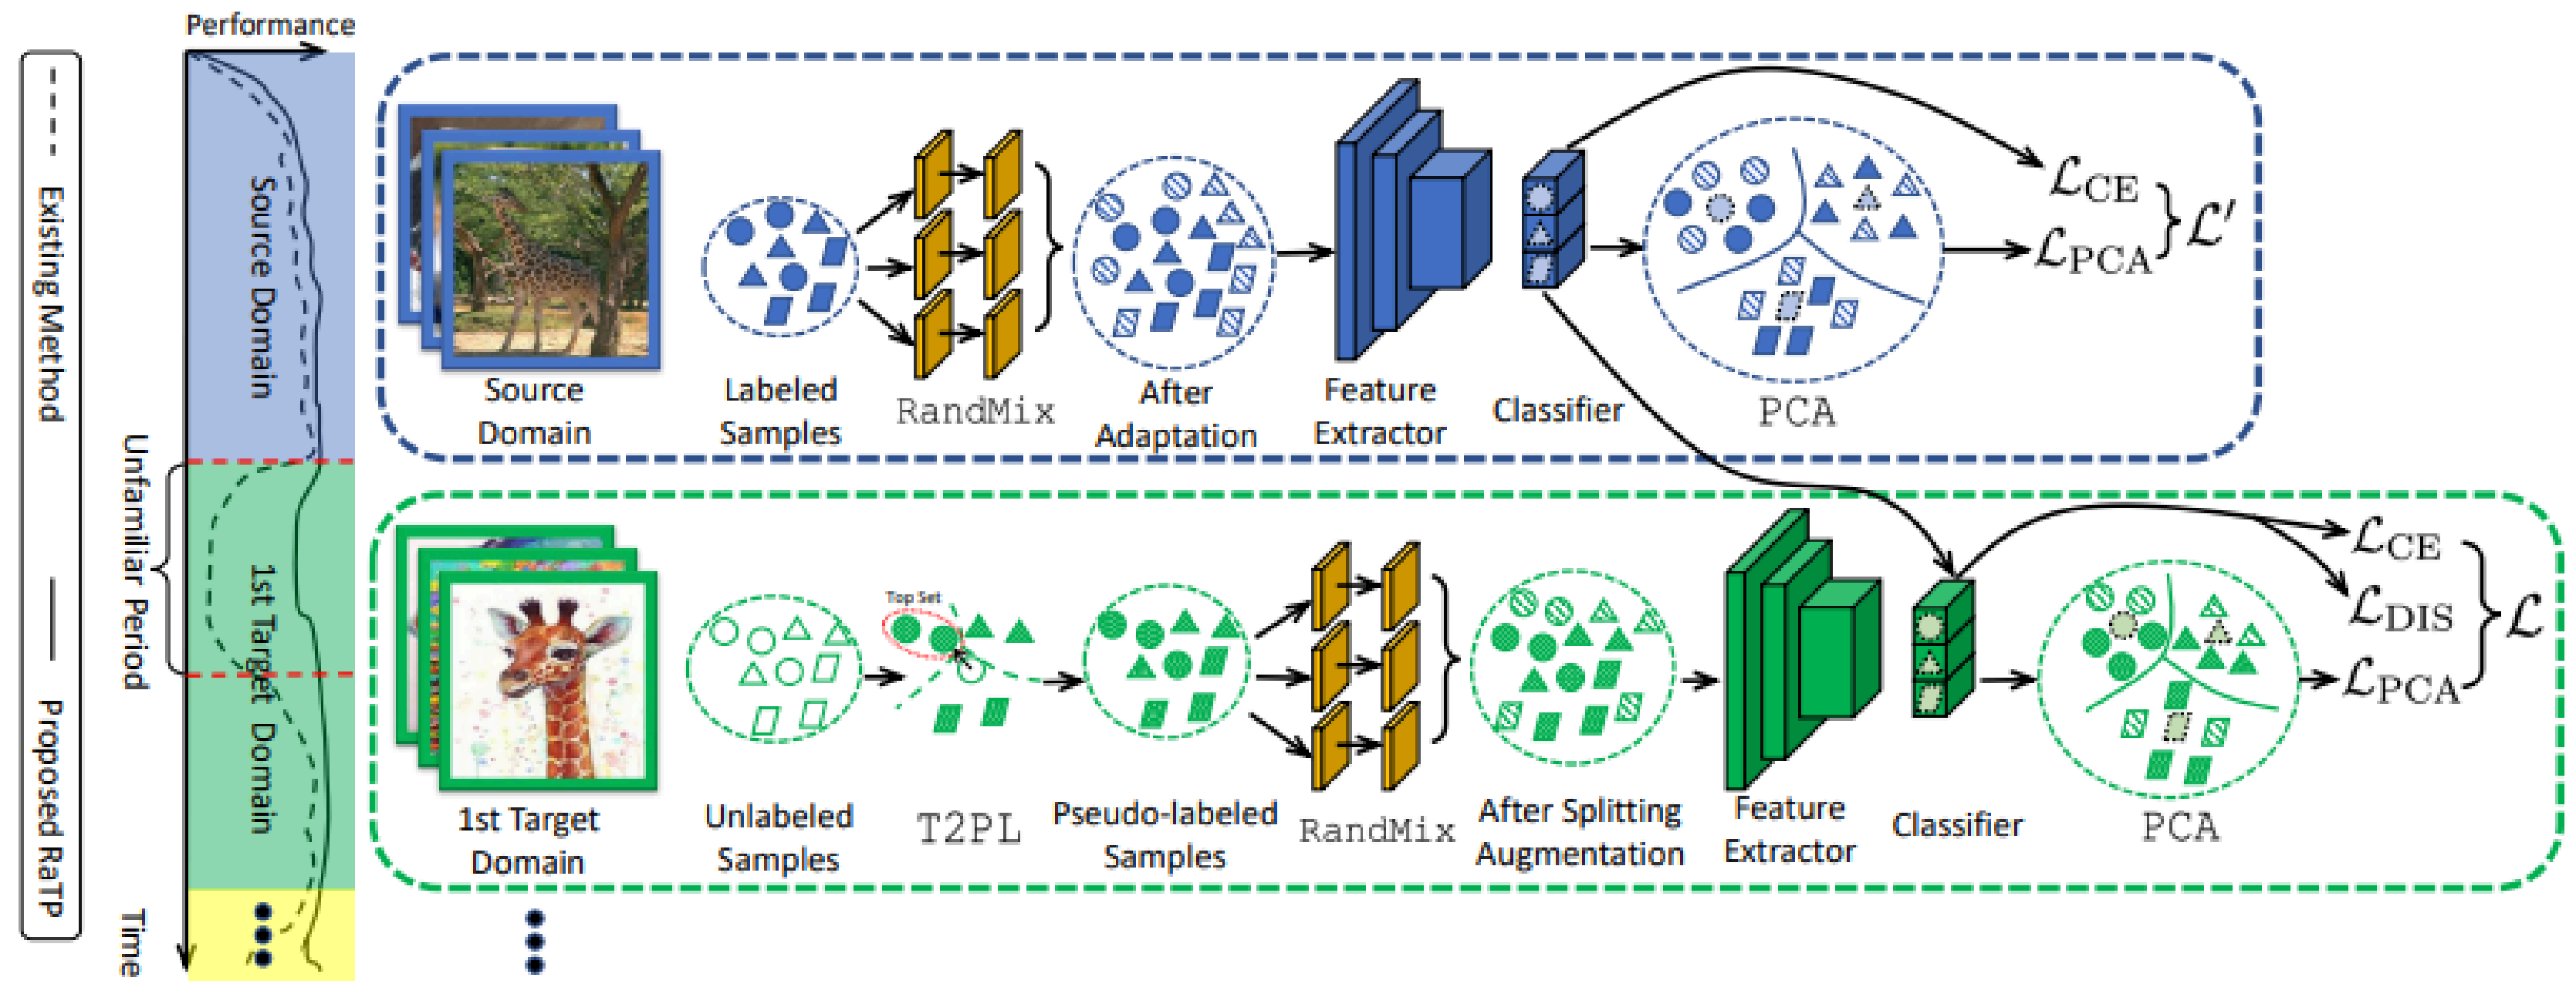 Performance
Existing Method
Proposed RaTP
Unfamiliar Period
Time
Source Domain
1st Target Domain
Source
Domain
Labeled
Samples
RandMix
After
Adaptation
Feature
Extractor
Classifier
PCA
ℒCE
ℒPCA
ℒ'
1st Target
Domain
Unlabeled
Samples
Top Set
T2PL
Pseudo-labeled
Samples
RandMix
After Splitting
Augmentation
Feature
Extractor
Classifier
PCA
ℒCE
ℒDIS
ℒPCA
ℒ